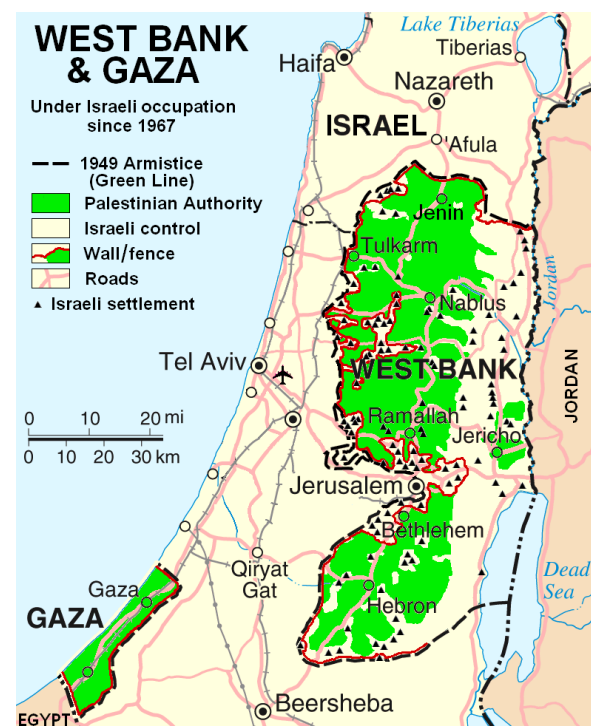 WEST BANK
& GAZA
Under Israeli occupation
since 1967
1949 Armistice
(Green Line)
Palestinian Authority
Israeli control
Wall/fence
Roads
Israeli settlement
Lake Tiberias
Tiberias
Haifa
Nazareth
ISRAEL
'Afula
Jenin
Tulkarm
Nablus
Jordan
Tel Aviv
WEST BANK
JORDAN
0 10 20 mi
0 10 20 30 km
Ramallah
Jericho
Jerusalem
Bethlehem
Qiryat
Gat
Dead
Sea
Gaza
Hebron
GAZA
Beersheba
EGYPT